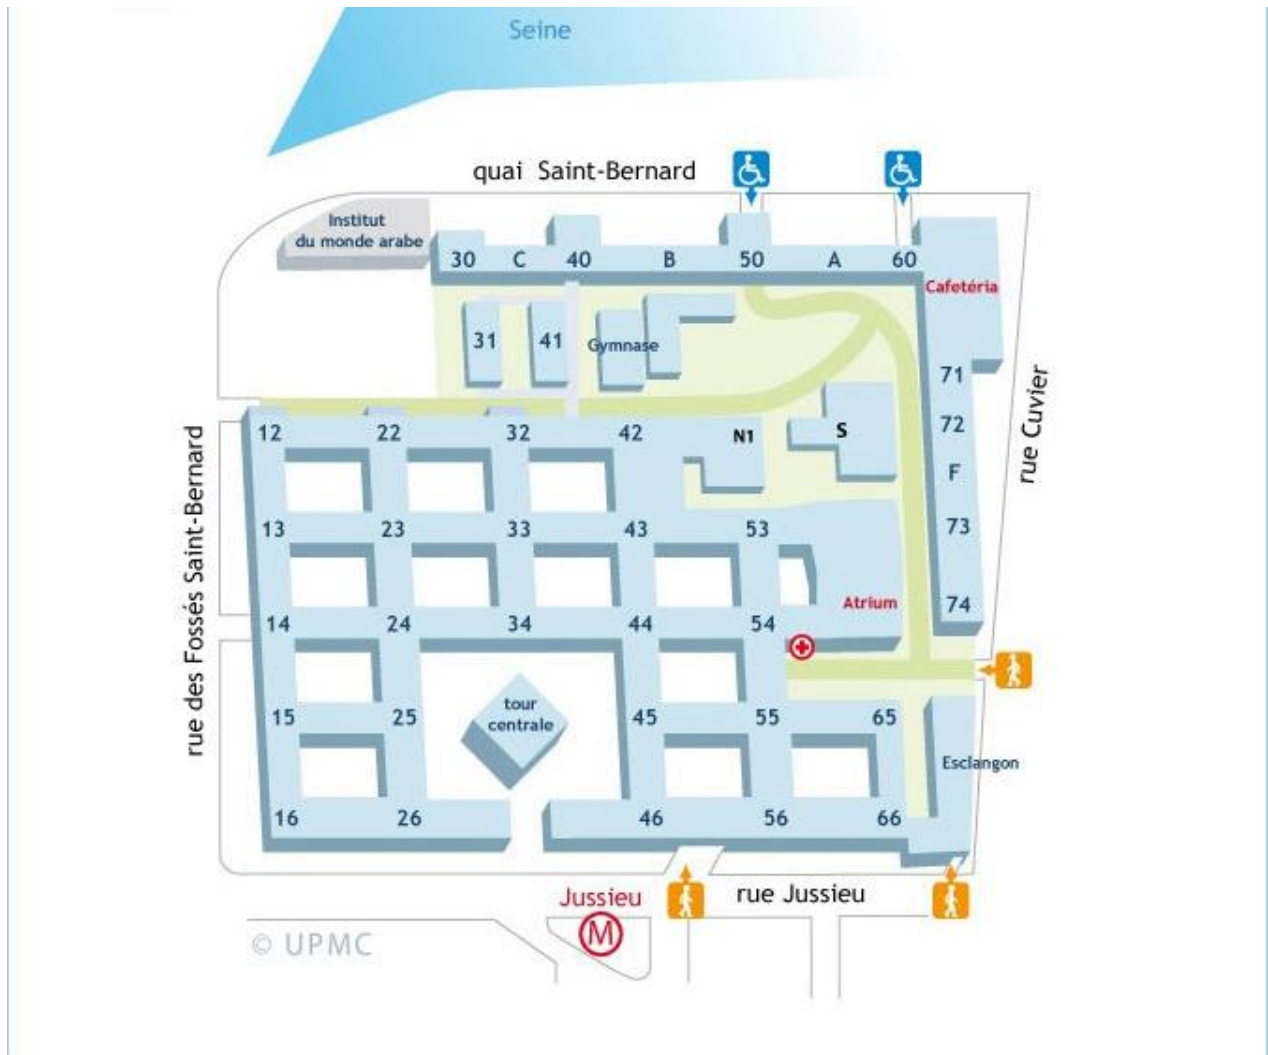 Seine
quai Saint-Bernard
Institut
du monde arabe
30 C 40 B 50 A 60
Cafetéria
31 41 Gymnase
71
72
F
73
74
rue Cuvier
rue des Fossés Saint-Bernard
12 22 32 42 N1 S
13 23 33 43 53
Atrium
14 24 34 44 54
tour
centrale
15 25 45 55 65
Esclangon
16 26 46 56 66
Jussieu
M
rue Jussieu
© UPMC